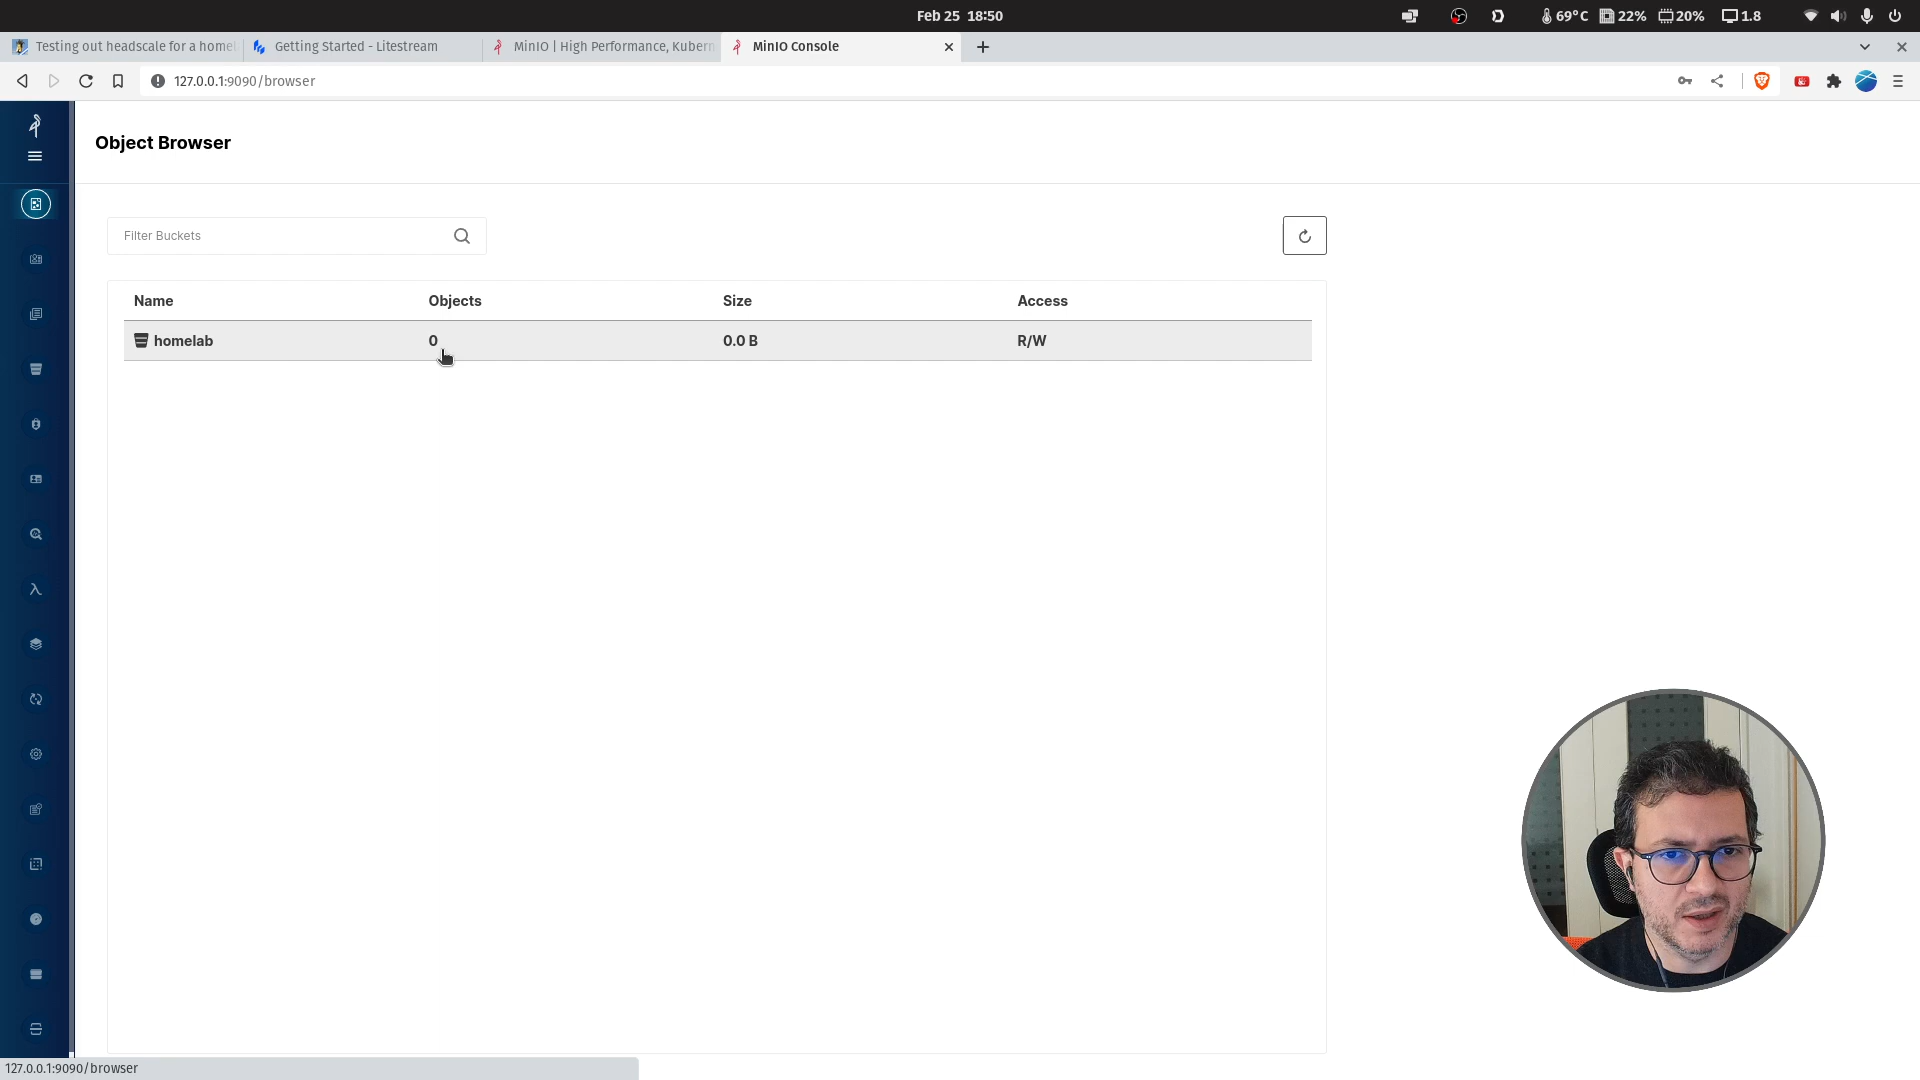 Feb 25 18:50
69°C 22% 20% 1.8
Testing out headscale for a homel
Getting Started - Litestream
MinIO | High Performance, Kubern
MinIO Console
127.0.0.1:9090/browser
Object Browser
Filter Buckets
Name Objects Size Access
homelab 0 0.0 B R/W
127.0.0.1:9090/browser